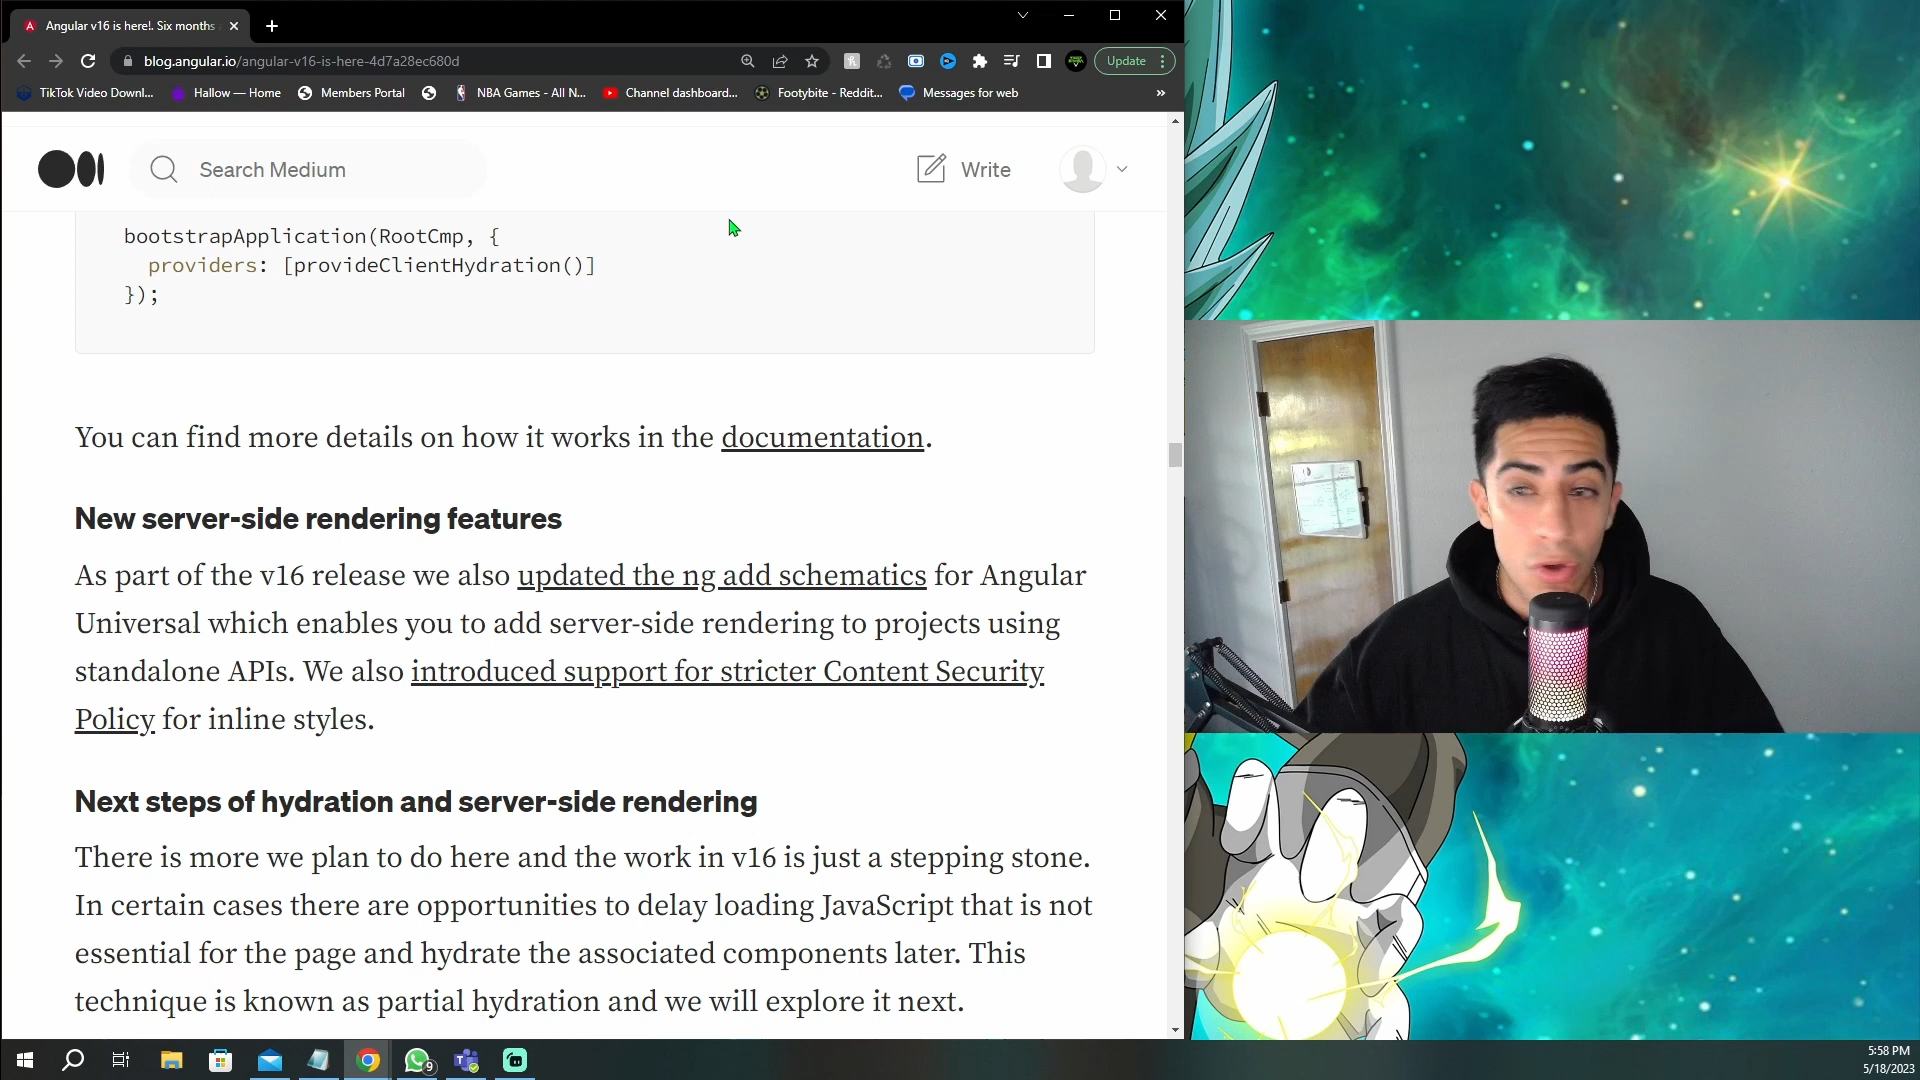 Angular v16 is here!. Six months
blog.angular.io/angular-v16-is-here-4d7a28ec680d
Update
TikTok Video Downl...
Hallow — Home
Members Portal
NBA Games - All N...
Channel dashboard...
Footybite - Reddit...
Messages for web
»
Search Medium
Write
bootstrapApplication(RootCmp, {
providers: [provideClientHydration()]
});
You can find more details on how it works in the documentation.
New server-side rendering features
As part of the v16 release we also updated the ng add schematics for Angular
Universal which enables you to add server-side rendering to projects using
standalone APIs. We also introduced support for stricter Content Security
Policy for inline styles.
Next steps of hydration and server-side rendering
There is more we plan to do here and the work in v16 is just a stepping stone.
In certain cases there are opportunities to delay loading JavaScript that is not
essential for the page and hydrate the associated components later. This
technique is known as partial hydration and we will explore it next.
9
5:58 PM
5/18/2023